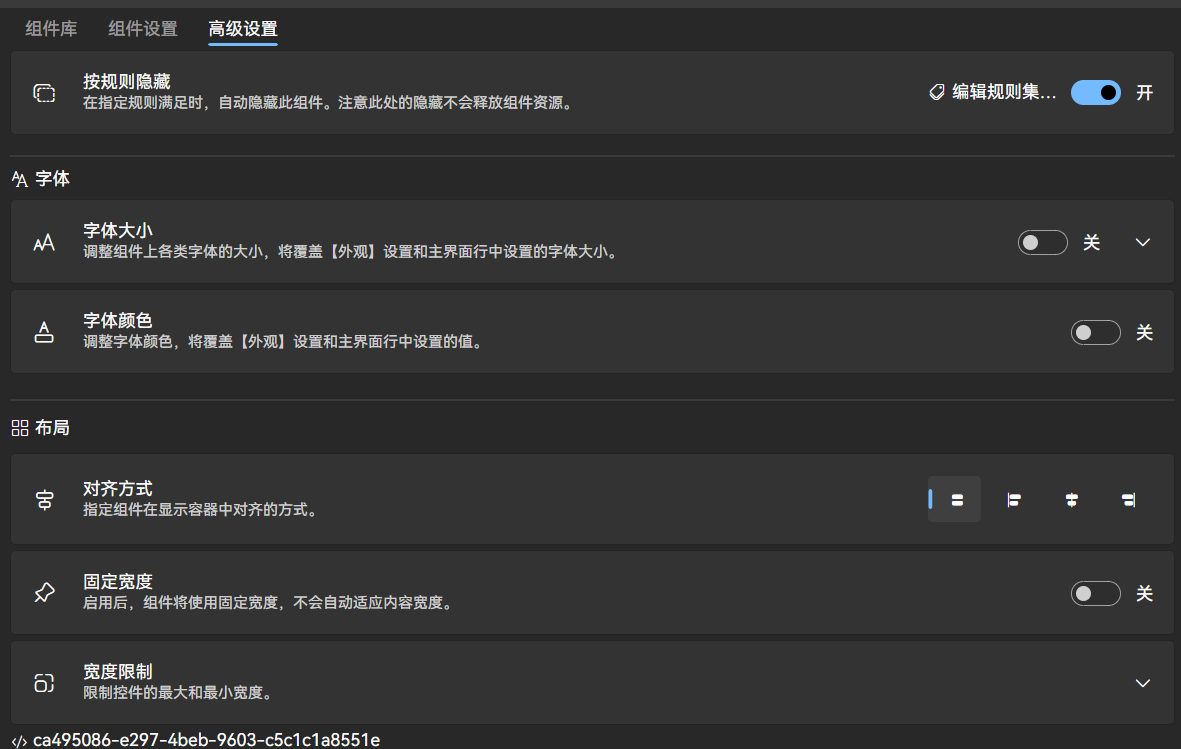 组件库 组件设置 高级设置
按规则隐藏
在指定规则满足时，自动隐藏此组件。注意此处的隐藏不会释放组件资源。
编辑规则集... 开
字体
字体大小
调整组件上各类字体的大小，将覆盖【外观】设置和主界面行中设置的字体大小。
关
字体颜色
调整字体颜色，将覆盖【外观】设置和主界面行中设置的值。
关
布局
对齐方式
指定组件在显示容器中对齐的方式。
固定宽度
启用后，组件将使用固定宽度，不会自动适应内容宽度。
关
宽度限制
限制控件的最大和最小宽度。
ca495086-e297-4beb-9603-c5c1c1a8551e